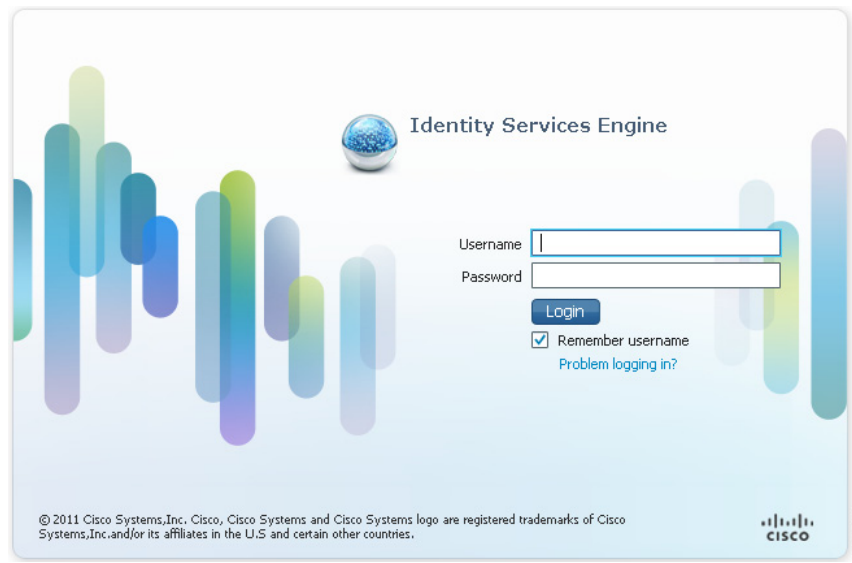 Identity Services Engine
Username
Password
Login
Remember username
Problem logging in?
© 2011 Cisco Systems,Inc. Cisco, Cisco Systems and Cisco Systems logo are registered trademarks of Cisco
Systems,Inc.and/or its affiliates in the U.S and certain other countries.
CISCO